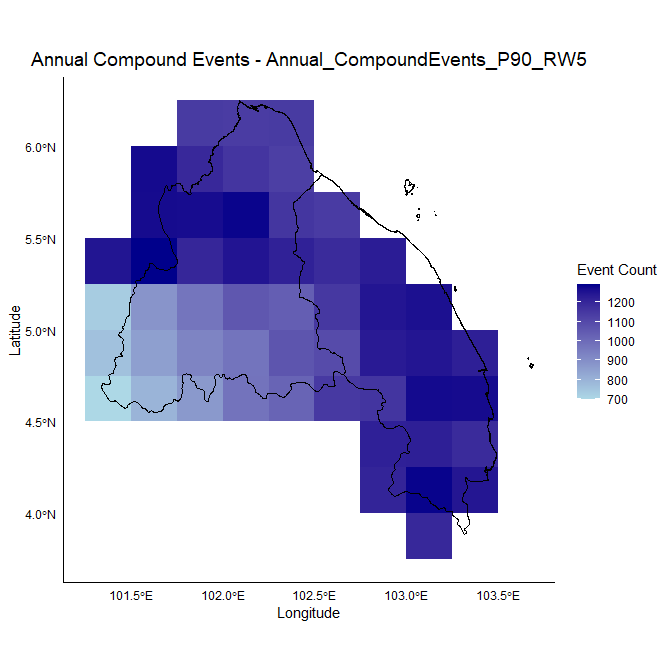 Annual Compound Events - Annual_CompoundEvents_P90_RW5
6.0°N
5.5°N
5.0°N
4.5°N
4.0°N
Latitude
101.5°E 102.0°E 102.5°E 103.0°E 103.5°E
Longitude
Event Count
1200
1100
1000
900
800
700